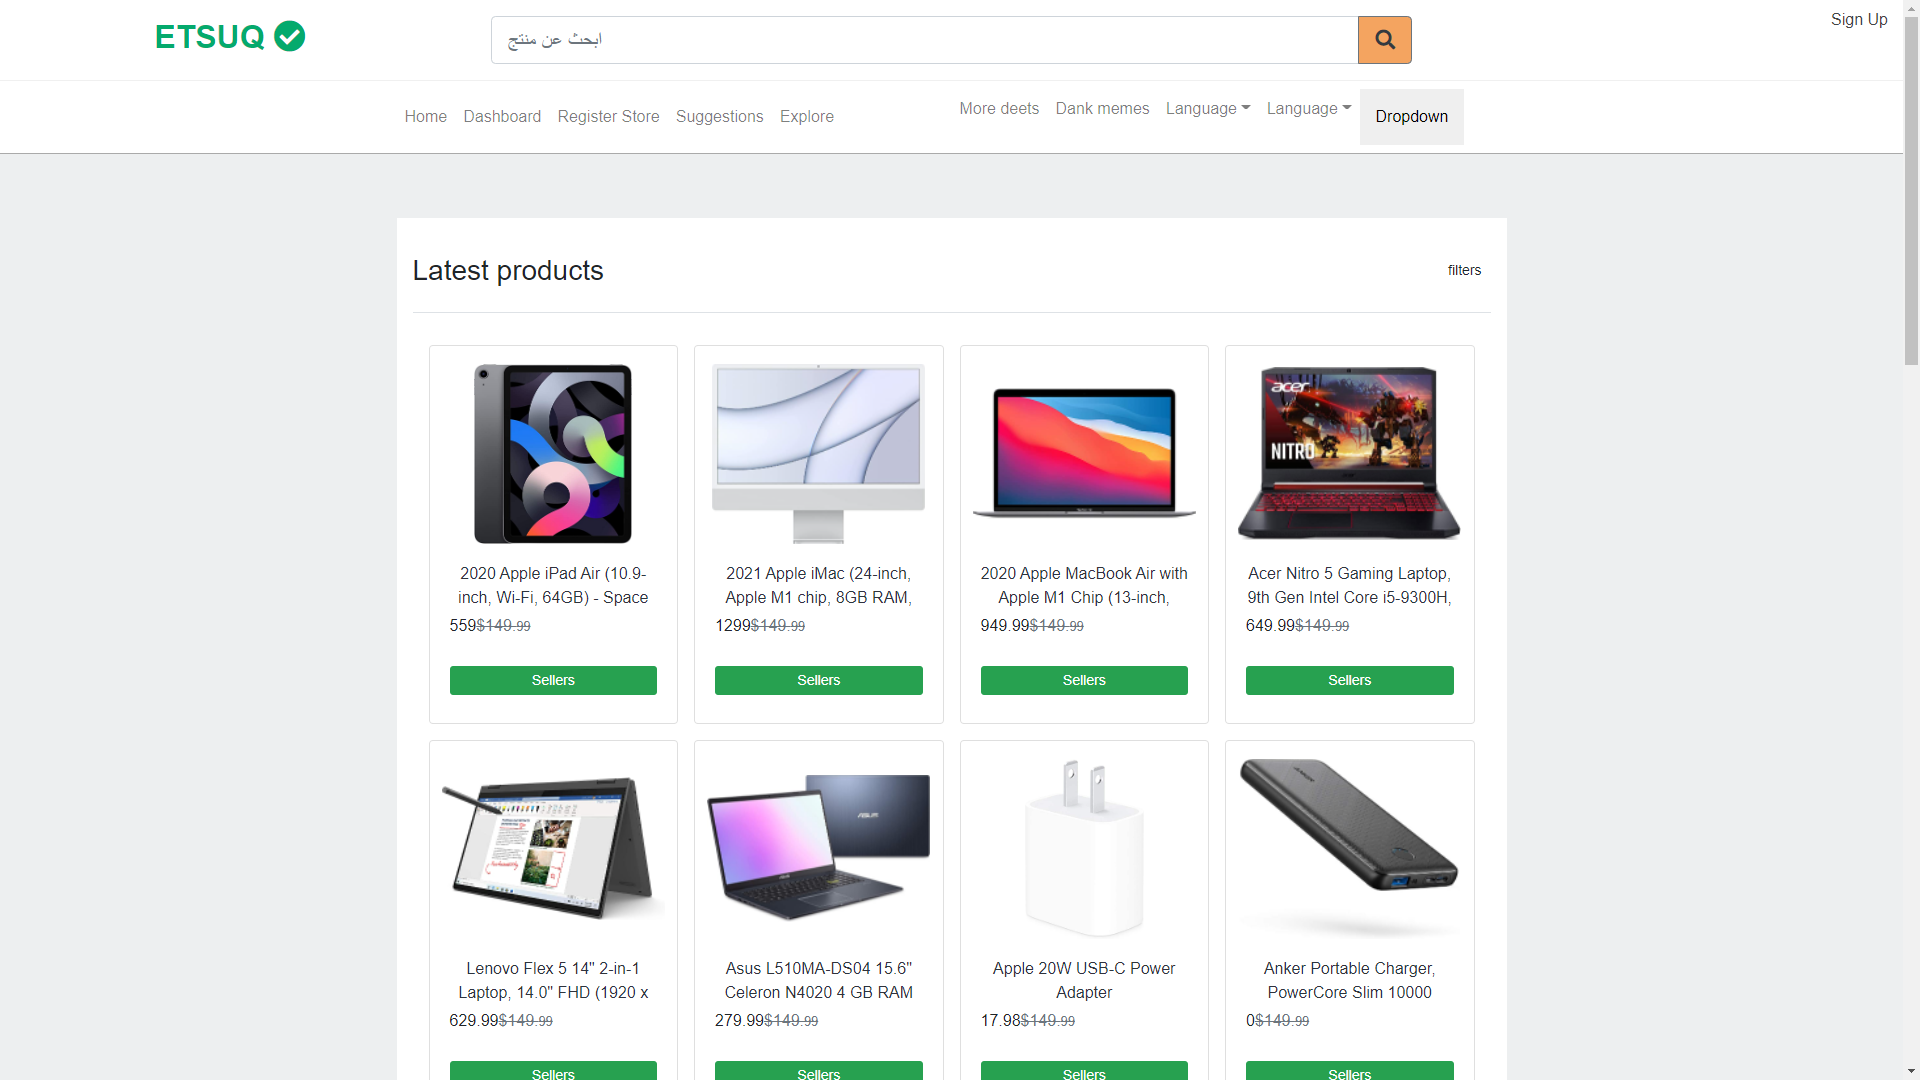 ETSUQ
ابحث عن منتج
Sign Up
Home Dashboard Register Store Suggestions Explore More deets Dank memes Language Language Dropdown
Latest products
filters
acer
NITRO
2020 Apple iPad Air (10.9-
inch, Wi-Fi, 64GB) - Space
559$149.99
Sellers
2021 Apple iMac (24-inch,
Apple M1 chip, 8GB RAM,
1299$149.99
Sellers
2020 Apple MacBook Air with
Apple M1 Chip (13-inch,
949.99$149.99
Sellers
Acer Nitro 5 Gaming Laptop,
9th Gen Intel Core i5-9300H,
649.99$149.99
Sellers
ASUS
ANKER
Lenovo Flex 5 14" 2-in-1
Laptop, 14.0" FHD (1920 x
629.99$149.99
Sellers
Asus L510MA-DS04 15.6"
Celeron N4020 4 GB RAM
279.99$149.99
Sellers
Apple 20W USB-C Power
Adapter
17.98$149.99
Sellers
Anker Portable Charger,
PowerCore Slim 10000
0$149.99
Sellers